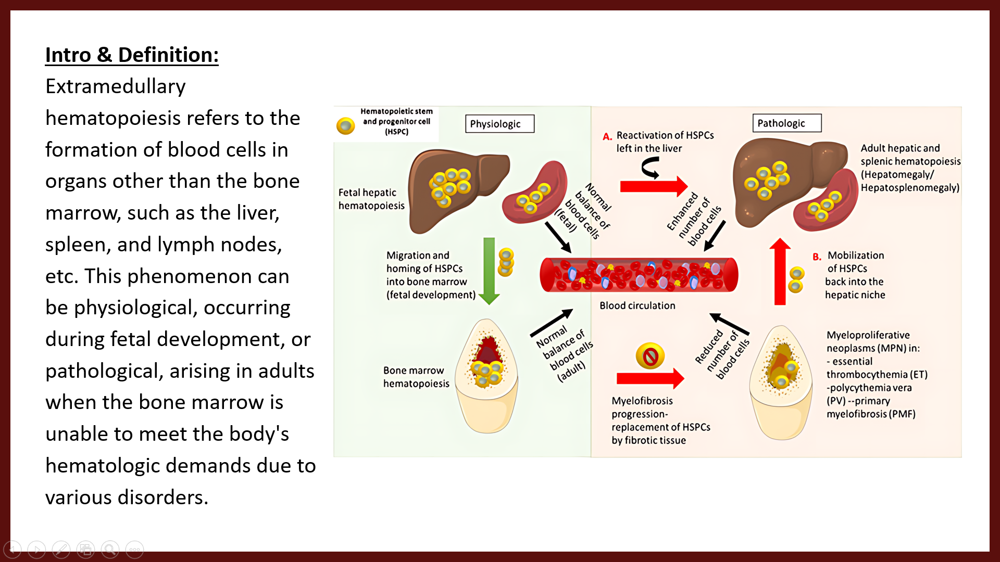 Intro & Definition:
Extramedullary
hematopoiesis refers to the
formation of blood cells in
organs other than the bone
marrow, such as the liver,
spleen, and lymph nodes,
etc. This phenomenon can
be physiological, occurring
during fetal development, or
pathological, arising in adults
when the bone marrow is
unable to meet the body's
hematologic demands due to
various disorders.
Hematopoietic stem
and progenitor cell
(HSPC)
Physiologic
Fetal hepatic
hematopoiesis
Normal
balance of
blood cells
(fetal)
Migration and
homing of HSPCs
into bone marrow
(fetal development)
Bone marrow
hematopoiesis
Normal
balance of
blood cells
(adult)
Blood circulation
Pathologic
A. Reactivation of HSPCs
left in the liver
Enhanced
number of
blood cells
Adult hepatic and
splenic hematopoiesis
(Hepatomegaly/
Hepatosplenomegaly)
B. Mobilization
of HSPCs
back into the
hepatic niche
Reduced
number of
blood cells
Myelofibrosis
progression-
replacement of HSPCs
by fibrotic tissue
Myeloproliferative
neoplasms (MPN) in:
- essential
thrombocythemia (ET)
-polycythemia vera
(PV) --primary
myelofibrosis (PMF)